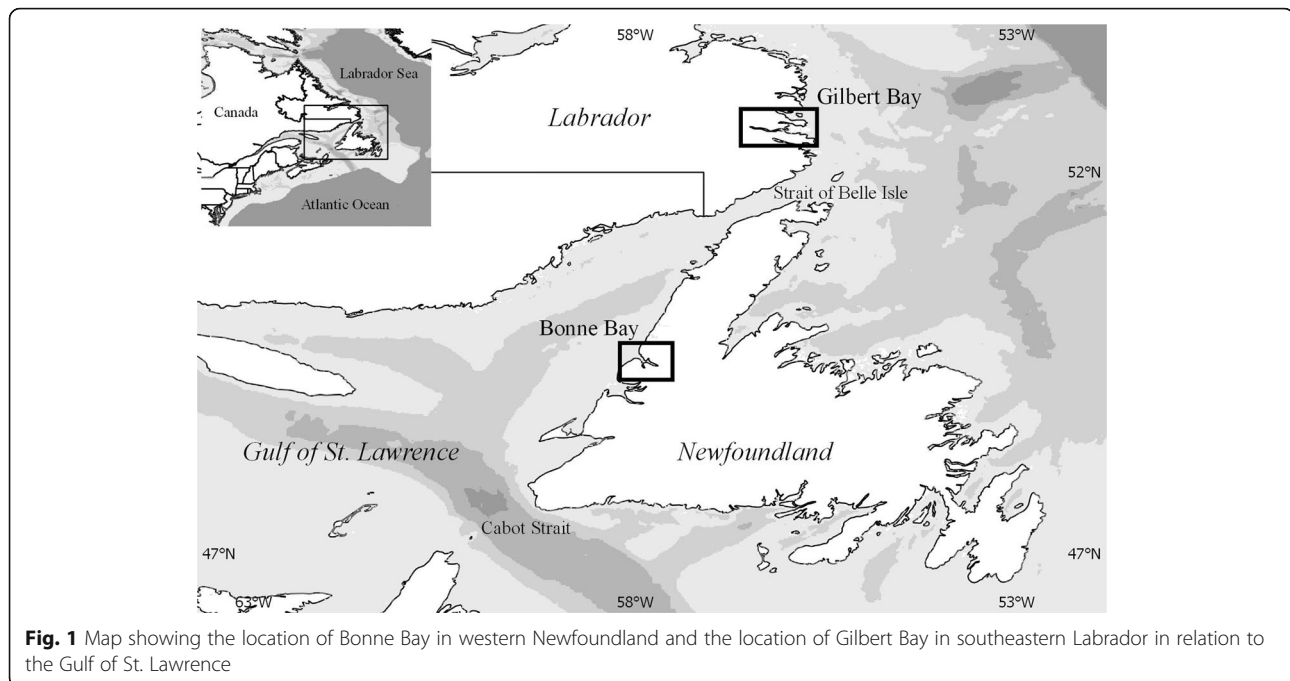 58°W
53°W
Labrador Sea
Canada
Atlantic Ocean
Gilbert Bay
Labrador
52°N
Strait of Belle Isle
Bonne Bay
Gulf of St. Lawrence
Newfoundland
Cabot Strait
47°N
47°N
63°W
58°W
53°W
Fig. 1 Map showing the location of Bonne Bay in western Newfoundland and the location of Gilbert Bay in southeastern Labrador in relation to
the Gulf of St. Lawrence